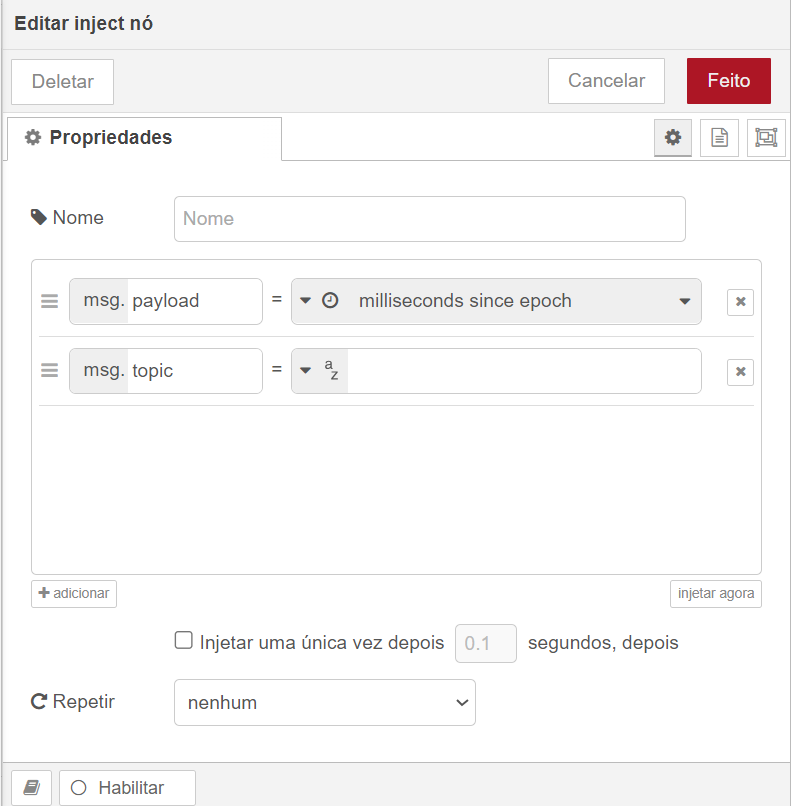 Editar inject nó
Deletar Cancelar Feito
Propriedades
Nome Nome
msg. payload = milliseconds since epoch
msg. topic = az
adicionar injetar agora
Injetar uma única vez depois 0.1 segundos, depois
Repetir nenhum
Habilitar